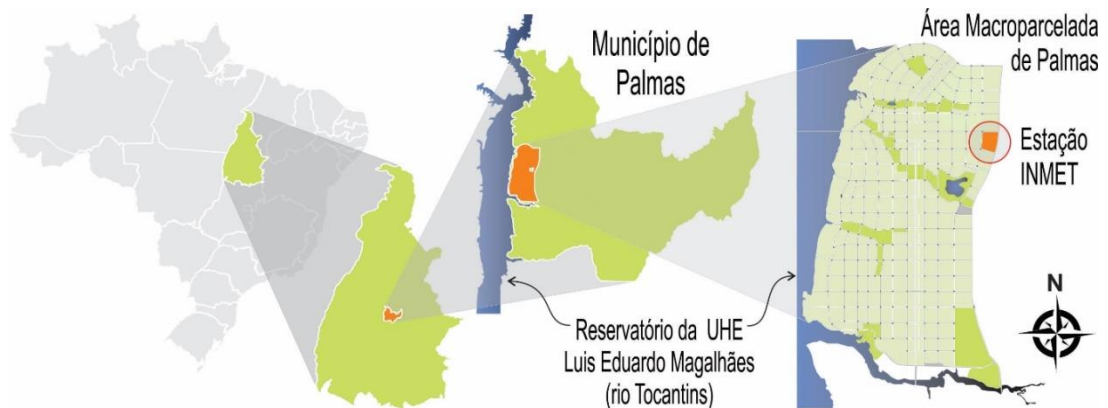 Município de
Palmas
Área Macroparcelada
de Palmas
Estação
INMET
Reservatório da UHE
Luis Eduardo Magalhães
(rio Tocantins)
N